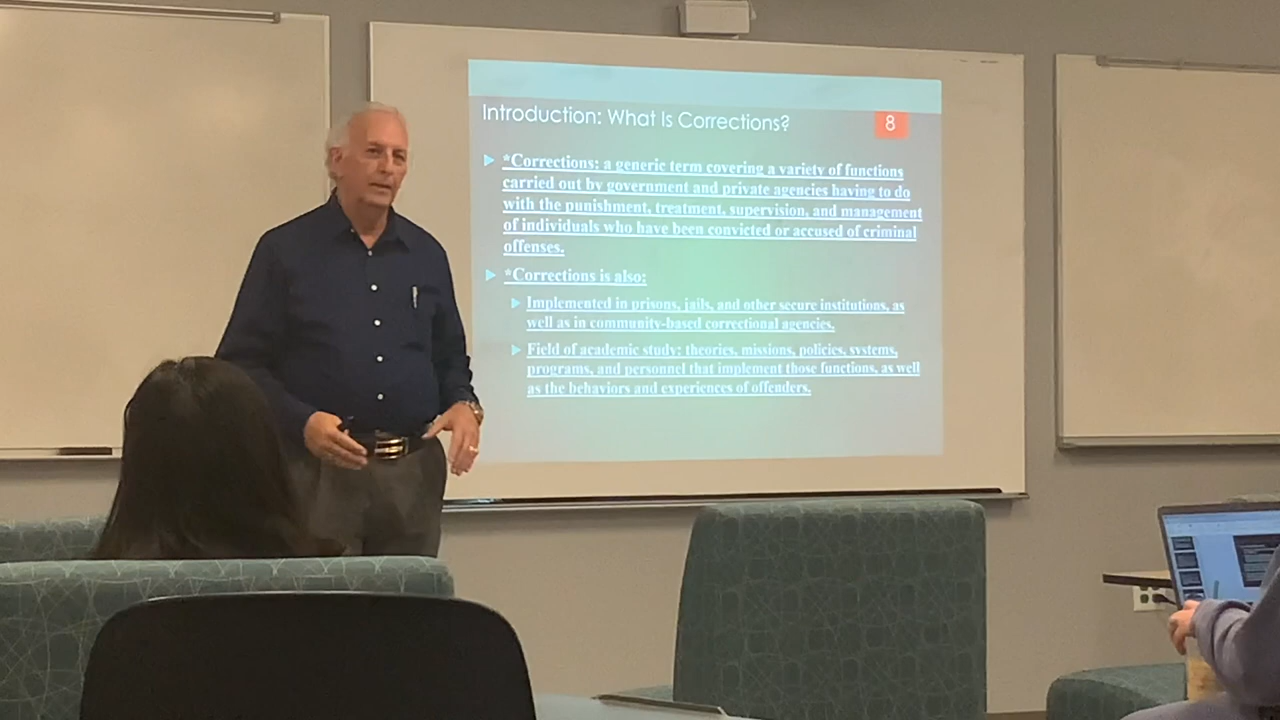 Introduction: What Is Corrections?
8
*Corrections: a generic term covering a variety of functions
carried out by government and private agencies having to do
with the punishment, treatment, supervision, and management
of individuals who have been convicted or accused of criminal
offenses.
*Corrections is also:
Implemented in prisons, jails, and other secure institutions, as
well as in community-based correctional agencies.
Field of academic study: theories, missions, policies, systems,
programs, and personnel that implement those functions, as well
as the behaviors and experiences of offenders.